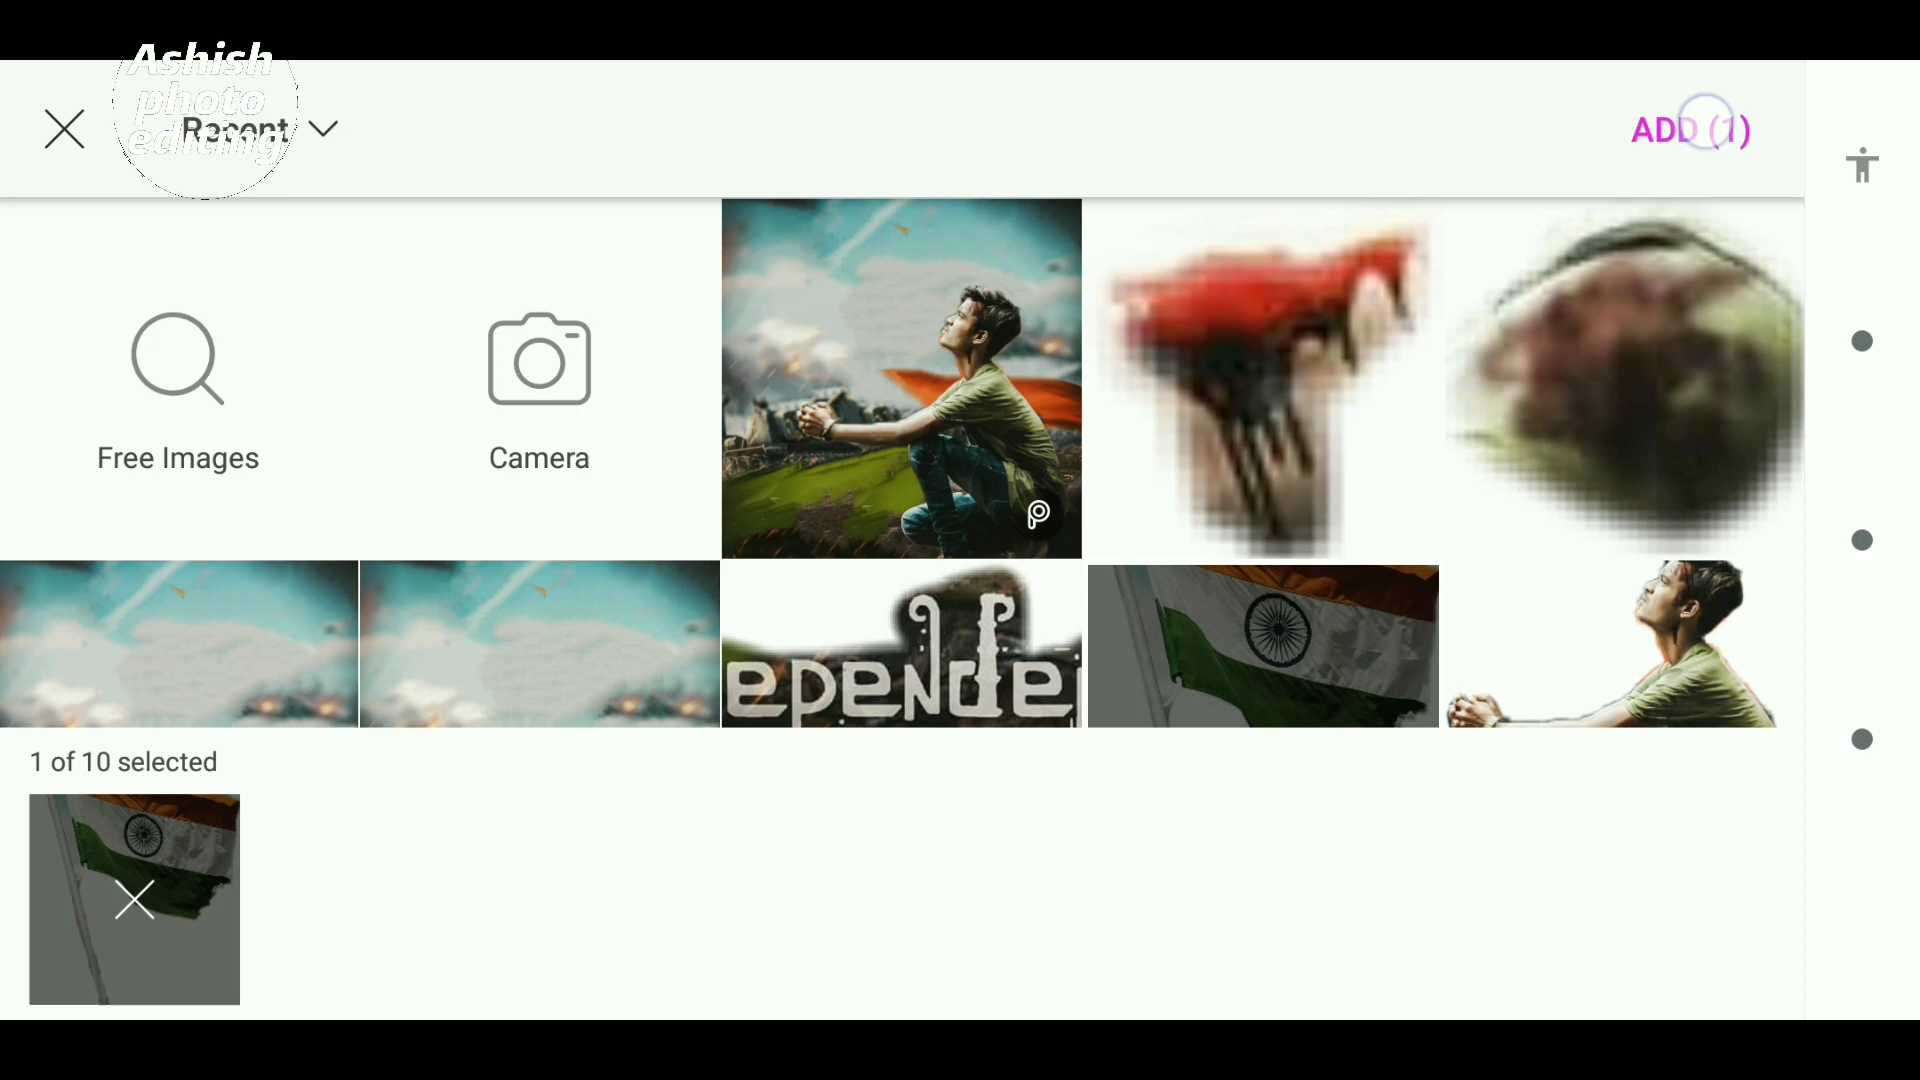 Ashish
photo
editing
Recent
ADD (1)
Free Images
Camera
epende
1 of 10 selected